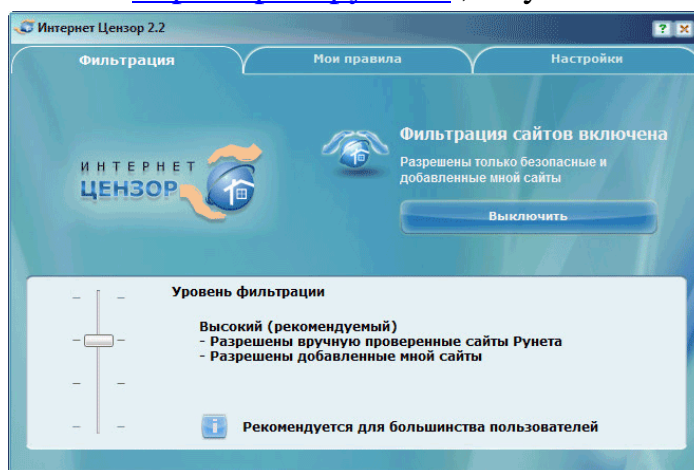 Интернет Цензор 2.2
Фильтрация
Мои правила
Настройки
ИНТЕРНЕТ
ЦЕНЗОР
Фильтрация сайтов включена
Разрешены только безопасные и
добавленные мной сайты
Выключить
Уровень фильтрации
Высокий (рекомендуемый)
- Разрешены вручную проверенные сайты Рунета
- Разрешены добавленные мной сайты
Рекомендуется для большинства пользователей